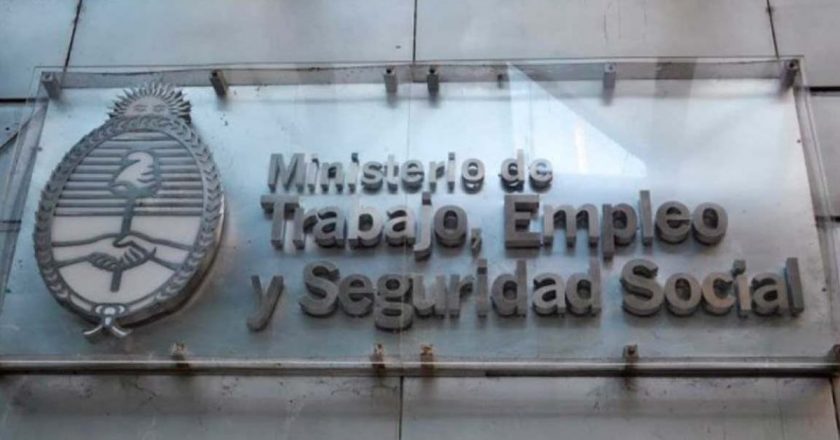 Ministerio de
Trabajo, Empleo
y Seguridad Social